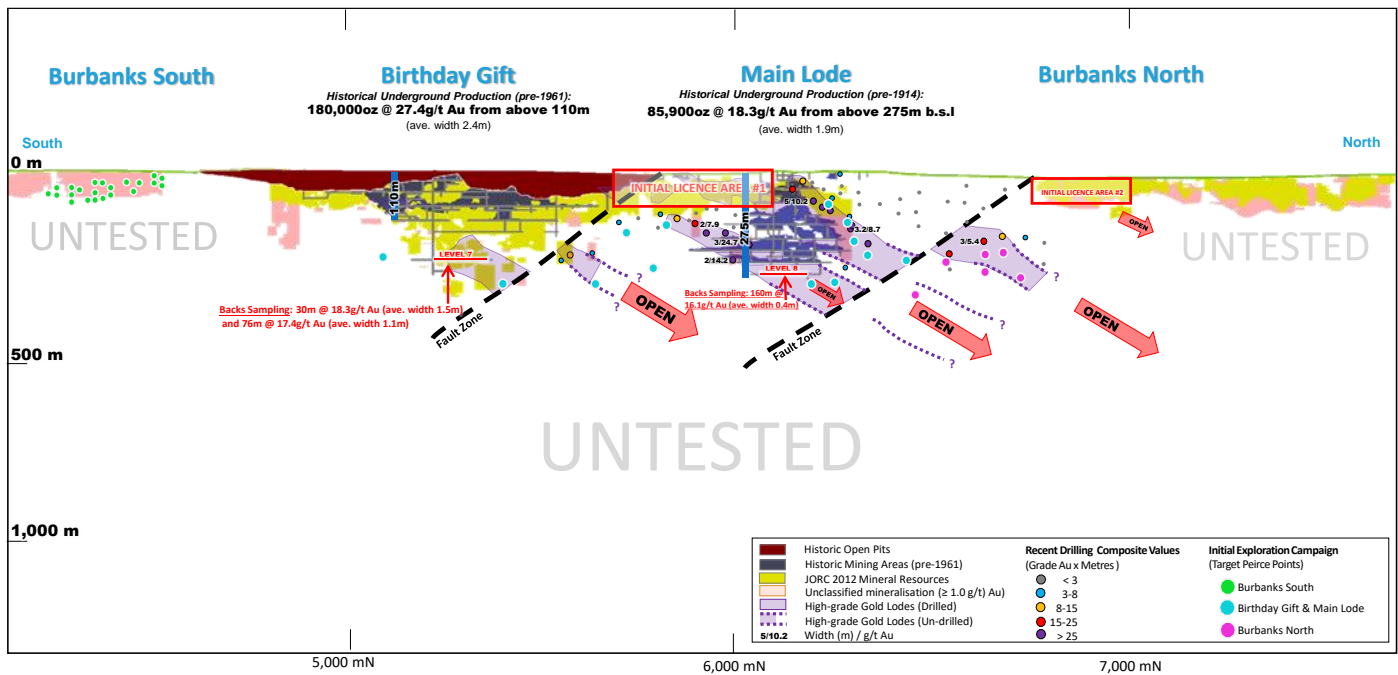 Burbanks South
Birthday Gift
Main Lode
Burbanks North
Historical Underground Production (pre-1961):
180,000oz @ 27.4g/t Au from above 110m
(ave. width 2.4m)
Historical Underground Production (pre-1914):
85,900oz @ 18.3g/t Au from above 275m b.s.l
(ave. width 1.9m)
South
North
0 m
INITIAL LICENCE AREA #1
INITIAL LICENCE AREA #2
110m
275m
5/10.2
2/7.9
3.2/8.7
3/24.7
3/5.4
2/14.2
OPEN
UNTESTED
UNTESTED
LEVEL 7
LEVEL 8
?
?
?
?
?
Backs Sampling: 30m @ 18.3g/t Au (ave. width 1.5m)
and 76m @ 17.4g/t Au (ave. width 1.1m)
Backs Sampling: 160m @
16.1g/t Au (ave. width 0.4m)
OPEN
OPEN
OPEN
OPEN
Fault Zone
Fault Zone
500 m
UNTESTED
1,000 m
Historic Open Pits
Historic Mining Areas (pre-1961)
JORC 2012 Mineral Resources
Unclassified mineralisation (≥ 1.0 g/t) Au)
High-grade Gold Lodes (Drilled)
High-grade Gold Lodes (Un-drilled)
5/10.2 Width (m) / g/t Au
Recent Drilling Composite Values
(Grade Au x Metres )
< 3
3-8
8-15
15-25
> 25
Initial Exploration Campaign
(Target Peirce Points)
Burbanks South
Birthday Gift & Main Lode
Burbanks North
5,000 mN
6,000 mN
7,000 mN